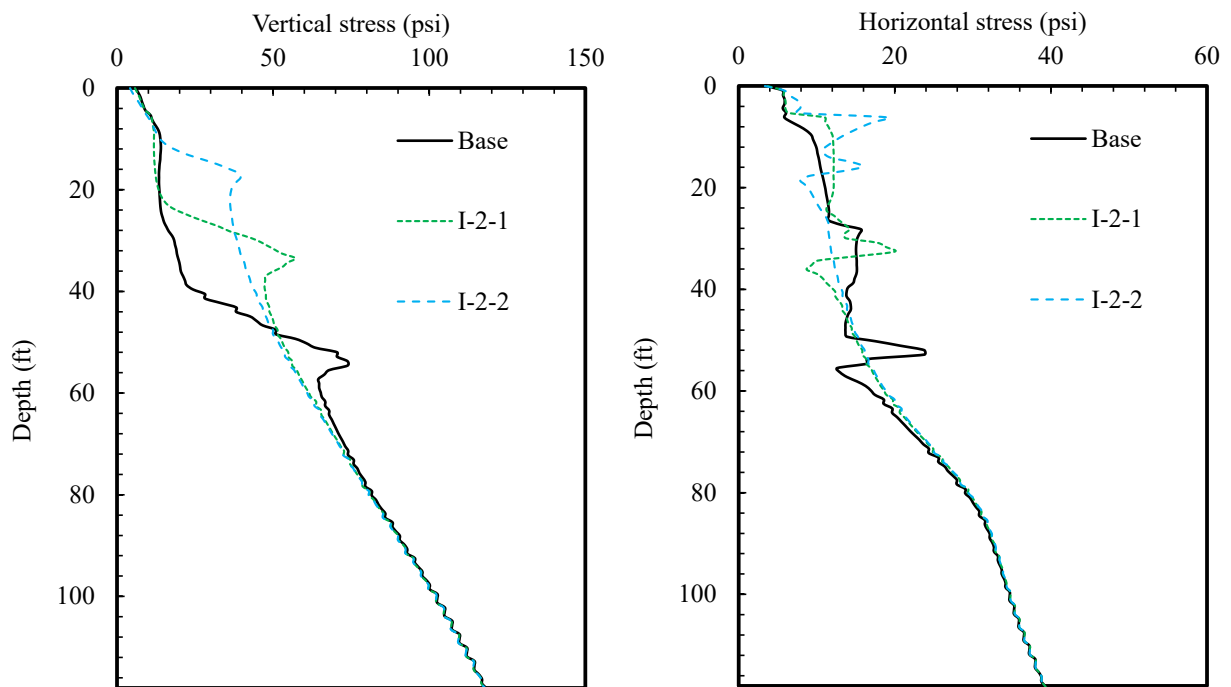 Vertical stress (psi)
0 50 100 150
0
20
40
60
80
100
Depth (ft)
Base
I-2-1
I-2-2
Horizontal stress (psi)
0 20 40 60
0
20
40
60
80
100
Depth (ft)
Base
I-2-1
I-2-2